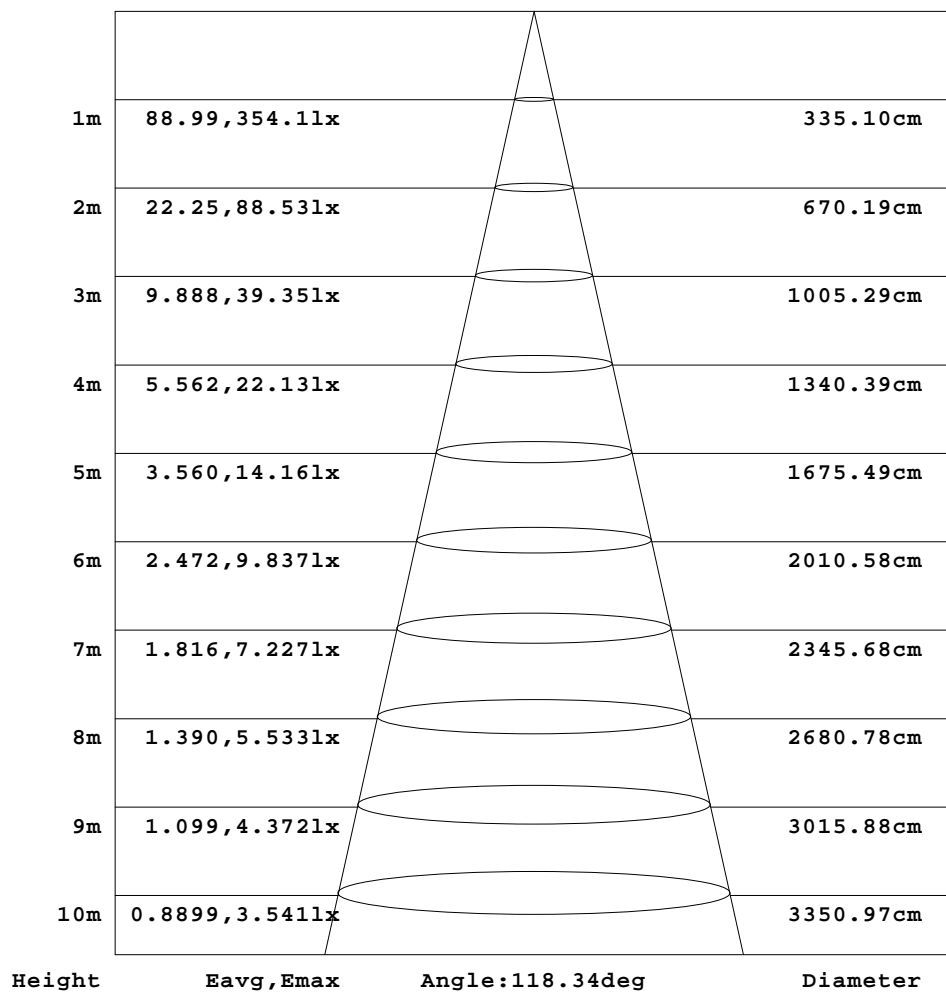 1m 88.99,354.1lx 335.10cm
2m 22.25,88.53lx 670.19cm
3m 9.888,39.35lx 1005.29cm
4m 5.562,22.13lx 1340.39cm
5m 3.560,14.16lx 1675.49cm
6m 2.472,9.837lx 2010.58cm
7m 1.816,7.227lx 2345.68cm
8m 1.390,5.533lx 2680.78cm
9m 1.099,4.372lx 3015.88cm
10m 0.8899,3.541lx 3350.97cm
Height Eavg,Emax Angle:118.34deg Diameter